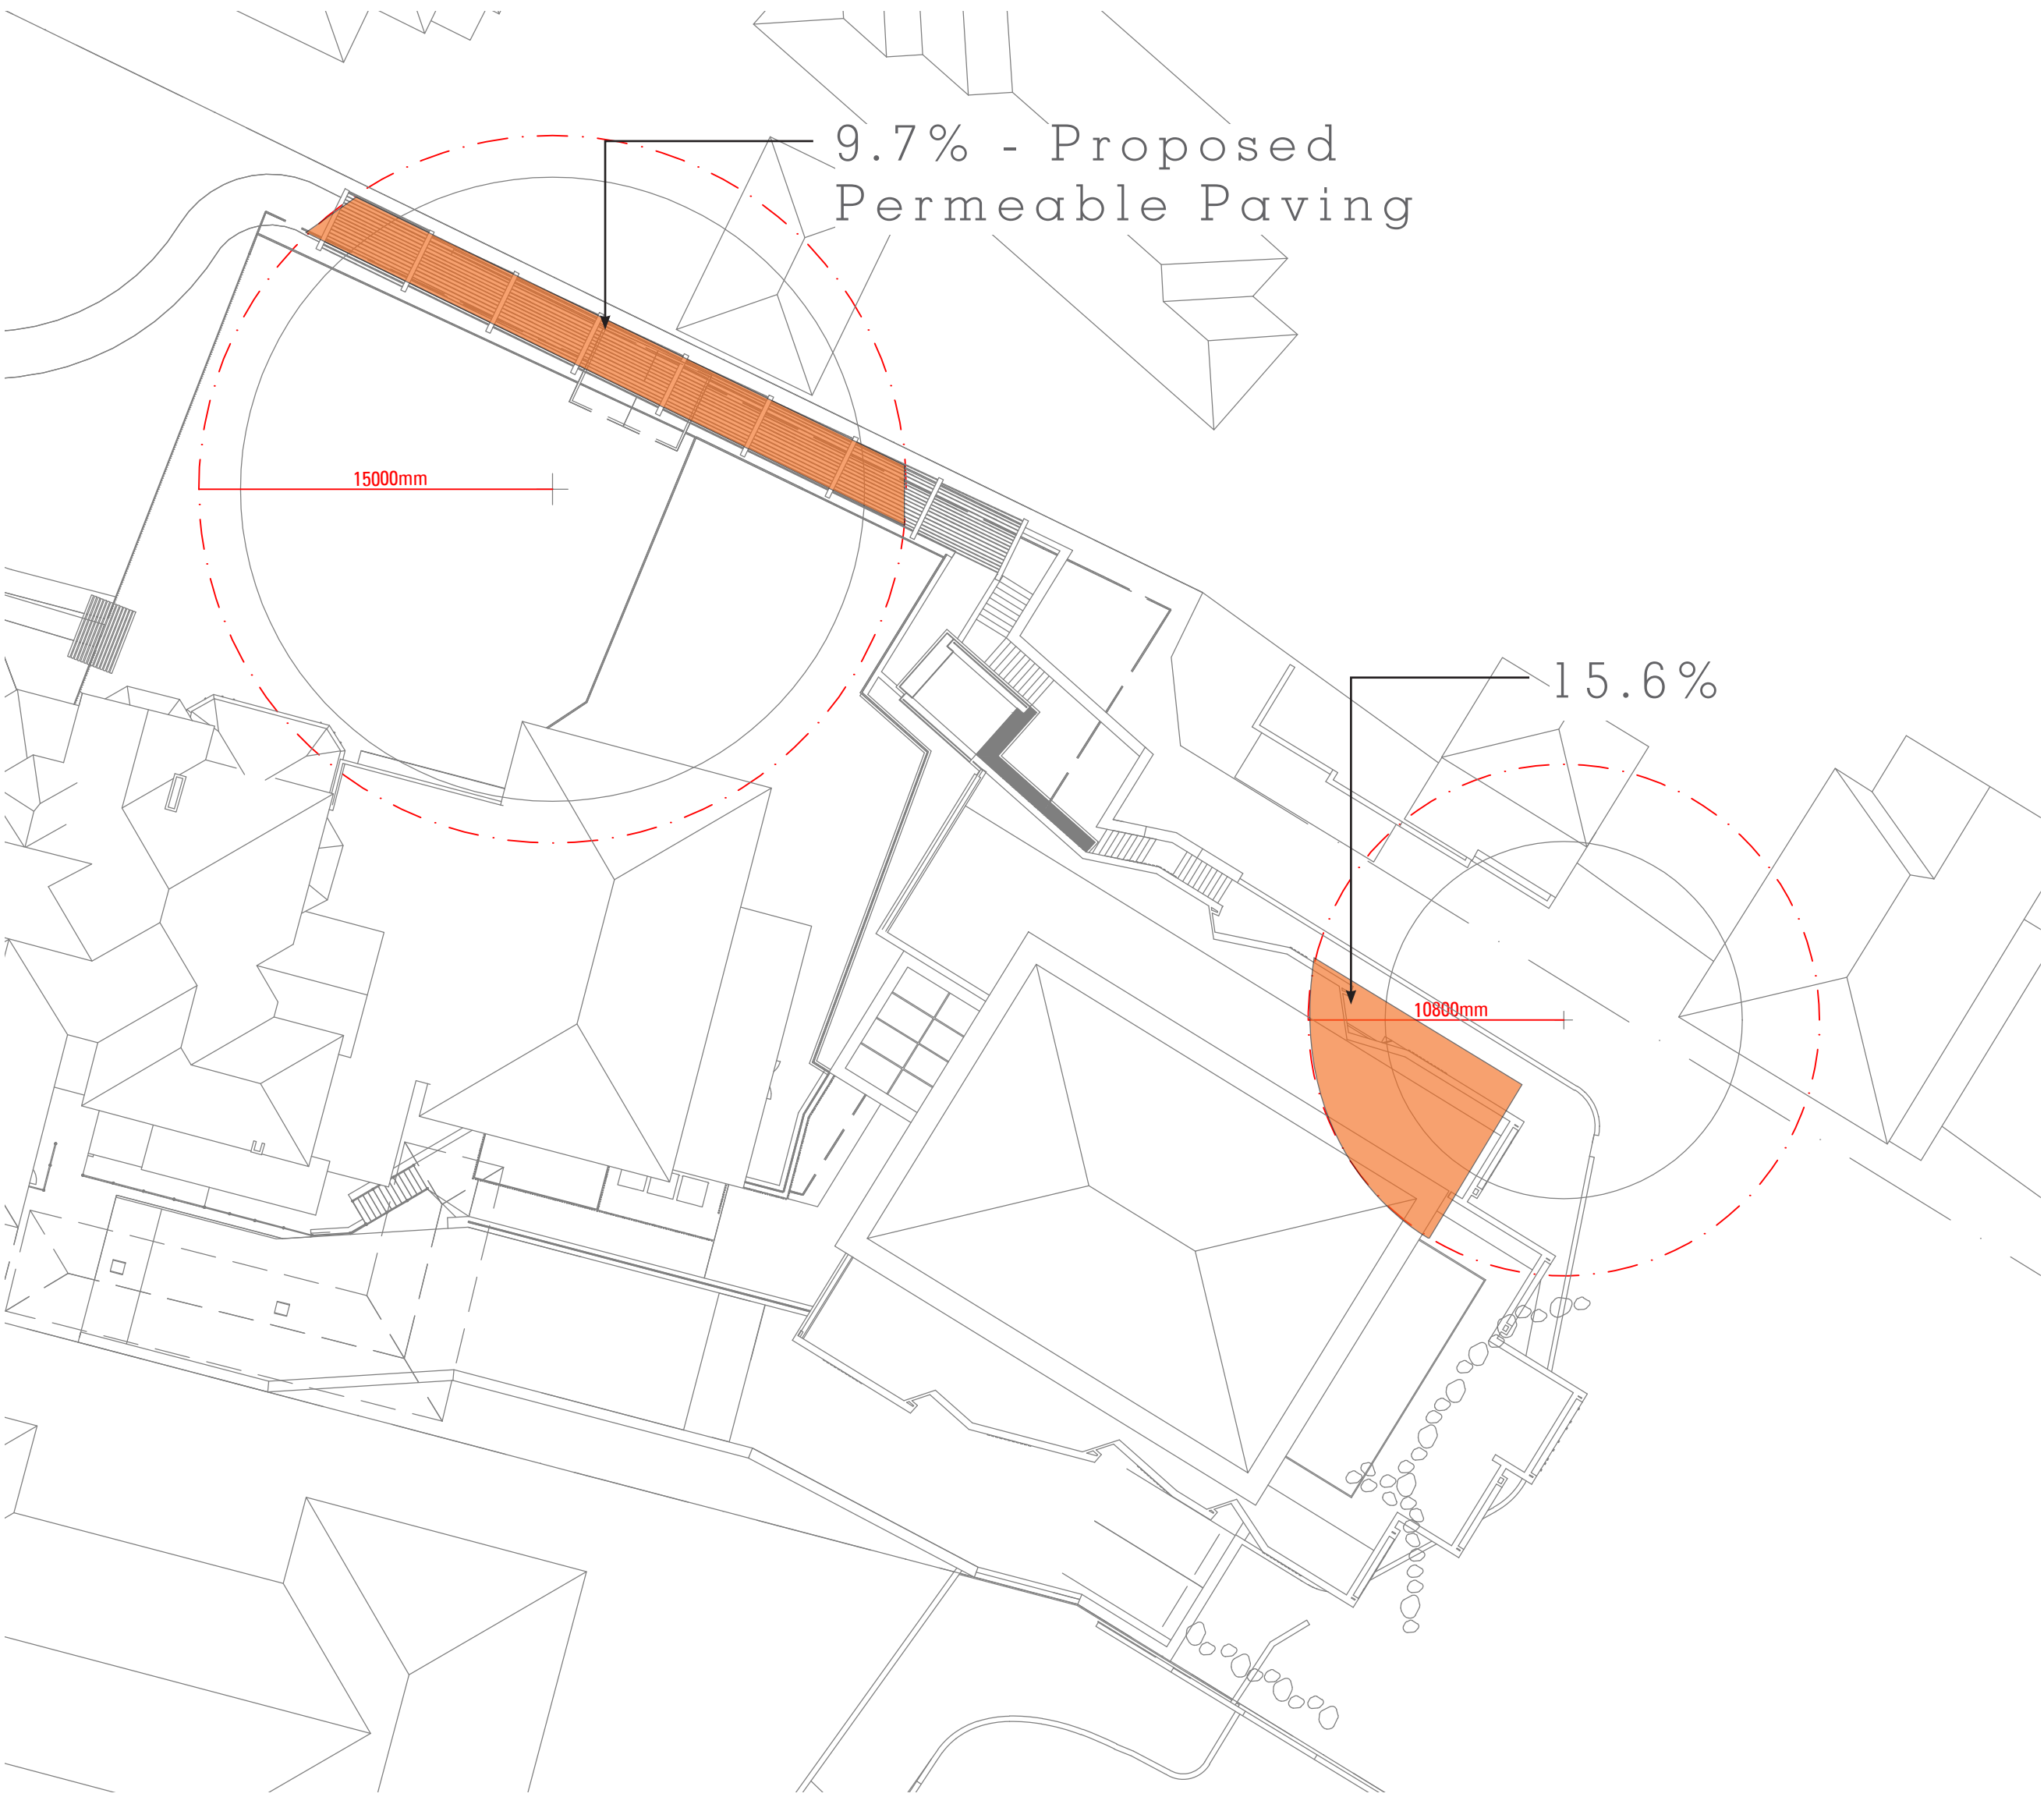 9.7% - Proposed
Permeable Paving
15000mm
15.6%
10800mm